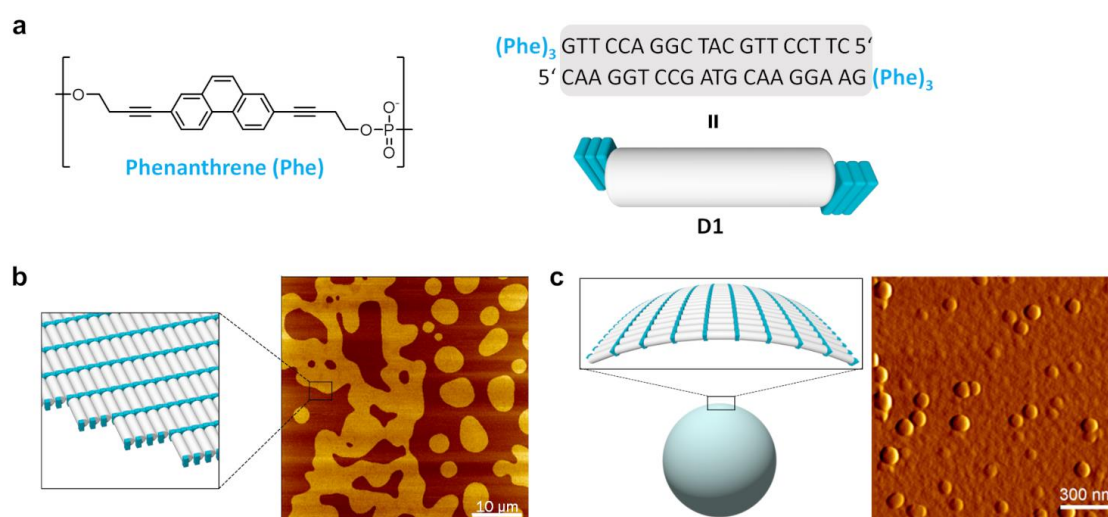 a
(Phe)₃ GTT CCA GGC TAC GTT CCT TC 5‘
5‘ CAA GGT CCG ATG CAA GGA AG (Phe)₃
O
O
O⁻
P
O
Phenanthrene (Phe)
II
D1
b
10 µm
c
300 nm